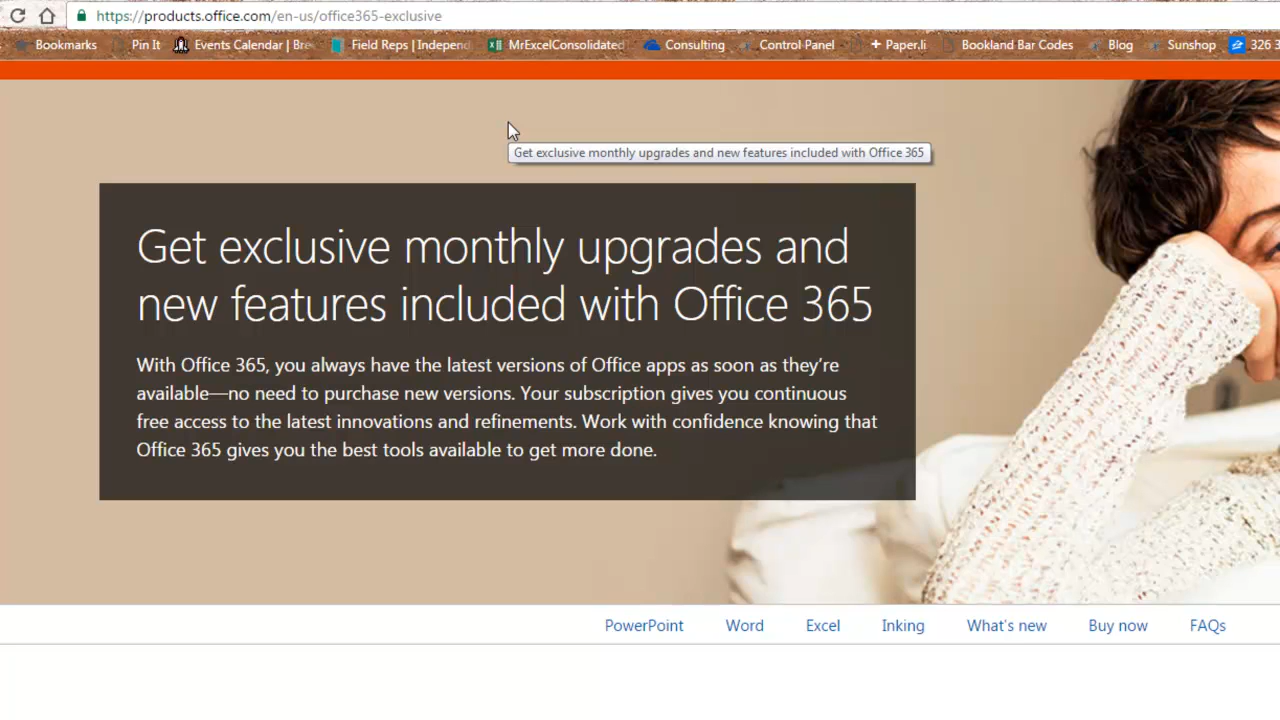 https://products.office.com/en-us/office365-exclusive
Bookmarks Pin It Events Calendar | Bre Field Reps | Independ MrExcelConsolidated Consulting Control Panel Paper.li Bookland Bar Codes Blog Sunshop 326 3
Get exclusive monthly upgrades and new features included with Office 365
Get exclusive monthly upgrades and
new features included with Office 365
With Office 365, you always have the latest versions of Office apps as soon as they’re
available—no need to purchase new versions. Your subscription gives you continuous
free access to the latest innovations and refinements. Work with confidence knowing that
Office 365 gives you the best tools available to get more done.
PowerPoint Word Excel Inking What’s new Buy now FAQs